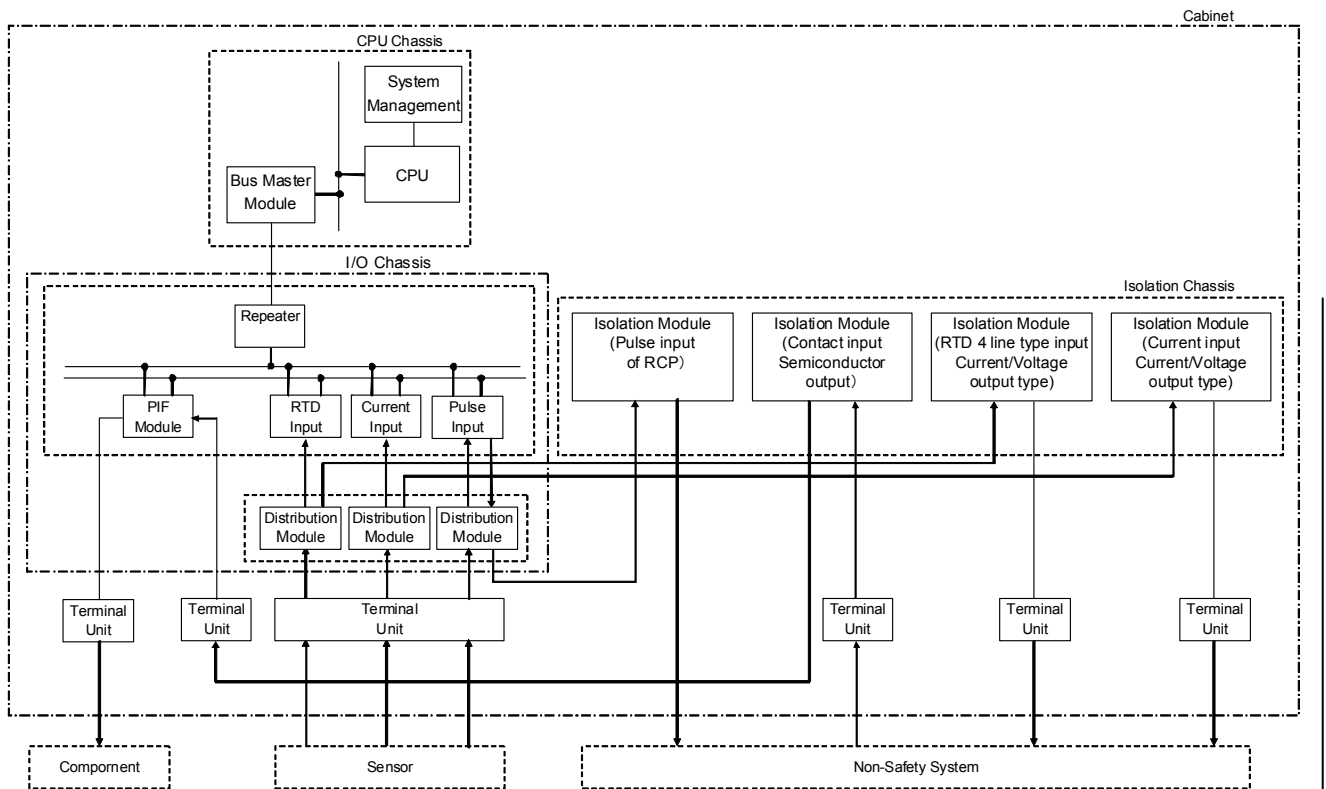 Cabinet
CPU Chassis
System
Management
CPU
Bus Master
Module
I/O Chassis
Repeater
PIF
Module
RTD
Input
Current
Input
Pulse
Input
Isolation Chassis
Isolation Module
(Pulse input
of RCP)
Isolation Module
(Contact input
Semiconductor
output)
Isolation Module
(RTD 4 line type input
Current/Voltage
output type)
Isolation Module
(Current input
Current/Voltage
output type)
Distribution
Module
Distribution
Module
Distribution
Module
Terminal
Unit
Terminal
Unit
Terminal
Unit
Terminal
Unit
Terminal
Unit
Terminal
Unit
Compornent
Sensor
Non-Safety System